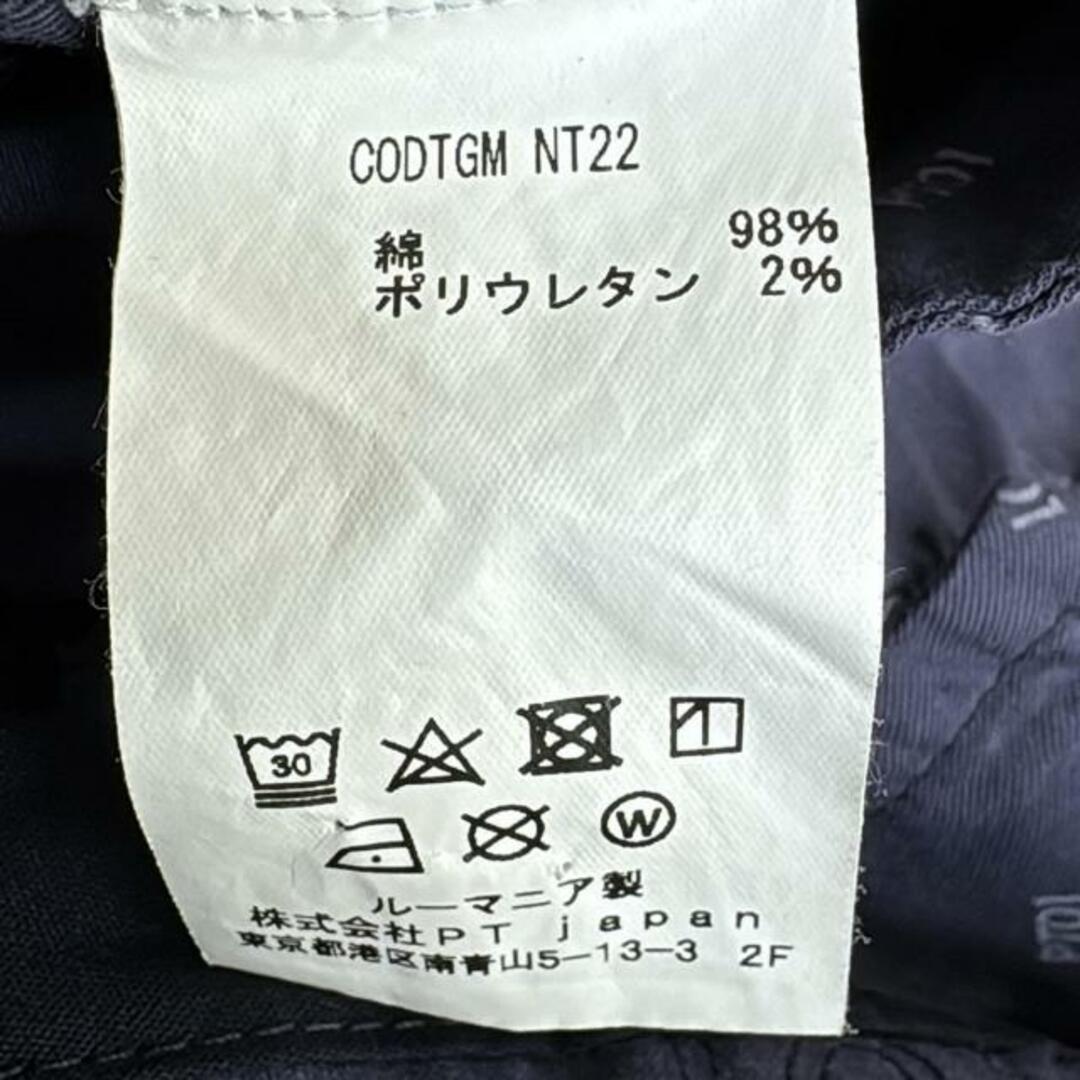 CODTGM NT22
綿 98%
ポリウレタン 2%
30
W
ルーマニア製
株式会社PT japan
東京都港区南青山5-13-3 2F